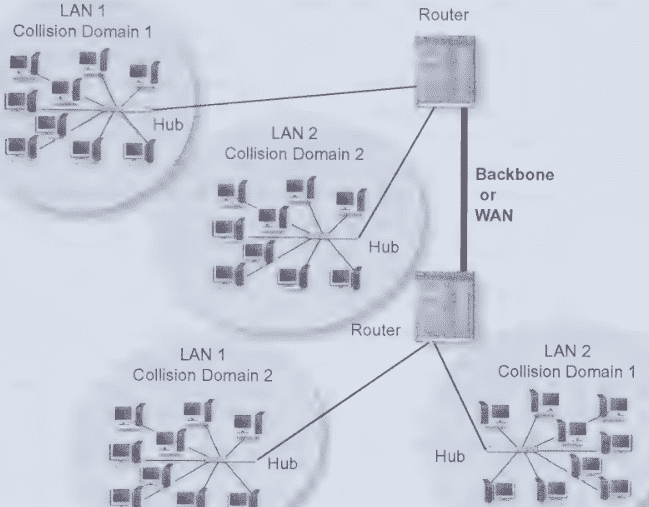 LAN 1
Collision Domain 1
Router
Hub
LAN 2
Collision Domain 2
Backbone
or
WAN
Hub
Router
LAN 1
Collision Domain 2
LAN 2
Collision Domain 1
Hub
Hub